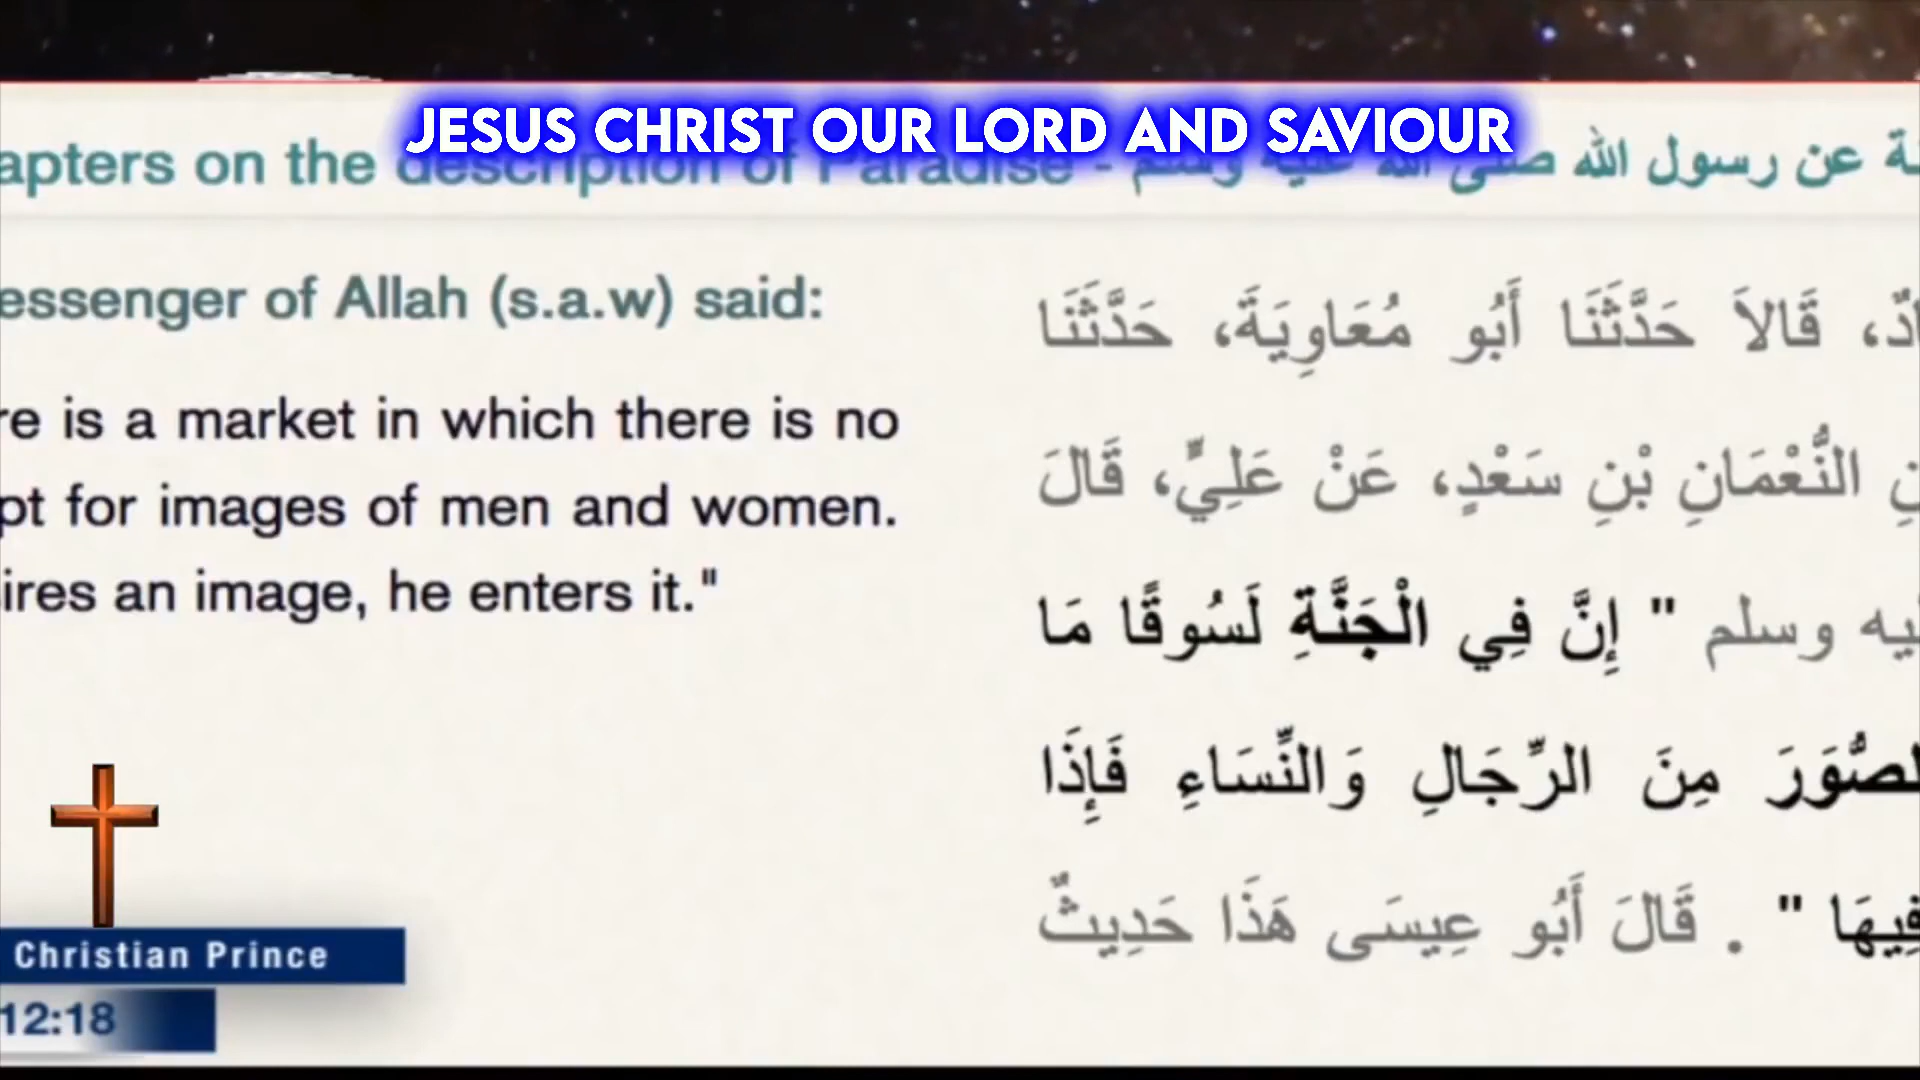 JESUS CHRIST OUR LORD AND SAVIOUR
apters on the description of Paradise - ة عن رسول الله صلى الله عليه وسلم
essenger of Allah (s.a.w) said:
re is a market in which there is no
pt for images of men and women.
ires an image, he enters it."
دٌ، قَالاَ حَدَّثَنَا أَبُو مُعَاوِيَةَ، حَدَّثَنَا
نِ النُّعْمَانِ بْنِ سَعْدٍ، عَنْ عَلِيٍّ، قَالَ
ليه وسلم " إِنَّ فِي الْجَنَّةِ لَسُوقًا مَا
لصُّوَرَ مِنَ الرِّجَالِ وَالنِّسَاءِ فَإِذَا
فِيهَا " . قَالَ أَبُو عِيسَى هَذَا حَدِيثٌ
Christian Prince
12:18